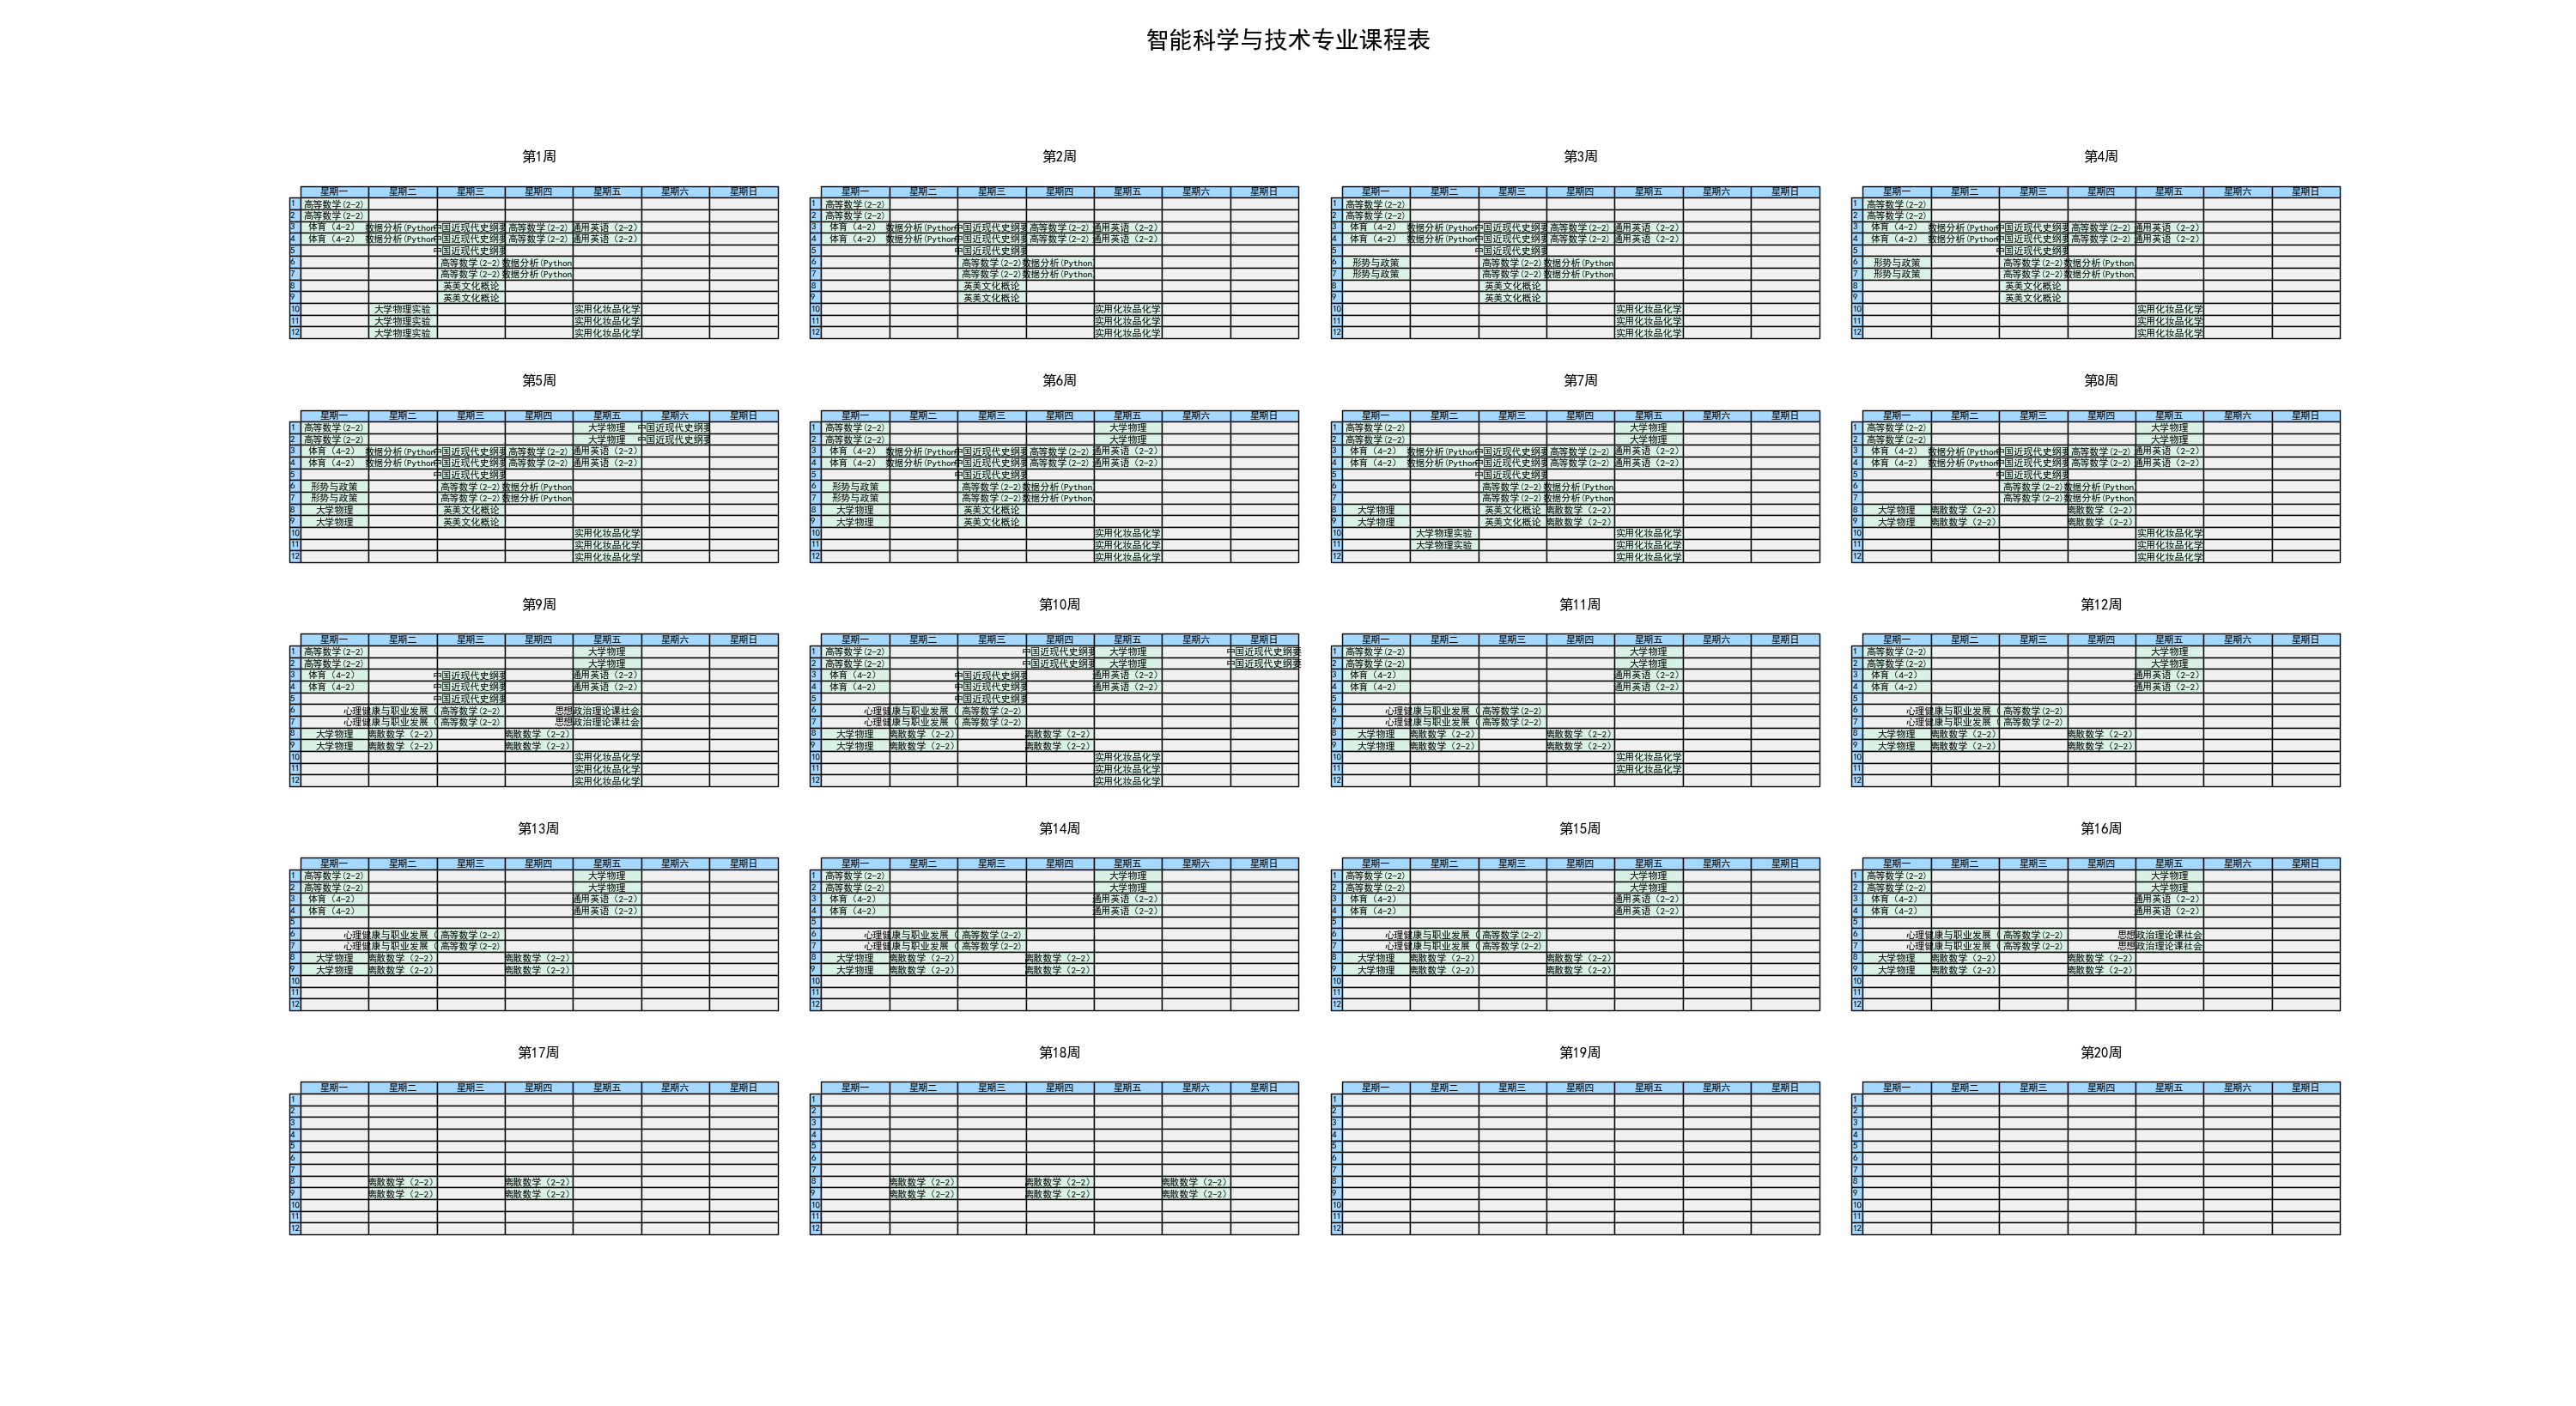 智能科学与技术专业课程表
第1周
星期一 星期二 星期三 星期四 星期五 星期六 星期日
1 高等数学(2-2)
2 高等数学(2-2)
3 体育（4-2） 数据分析(Python 中国近现代史纲要 高等数学(2-2) 通用英语（2-2）
4 体育（4-2） 数据分析(Python 中国近现代史纲要 高等数学(2-2) 通用英语（2-2）
5 中国近现代史纲要
6 高等数学(2-2) 数据分析(Python
7 高等数学(2-2) 数据分析(Python
8 英美文化概论
9 英美文化概论
10 大学物理实验 实用化妆品化学
11 大学物理实验 实用化妆品化学
12 大学物理实验 实用化妆品化学
第2周
星期一 星期二 星期三 星期四 星期五 星期六 星期日
1 高等数学(2-2)
2 高等数学(2-2)
3 体育（4-2） 数据分析(Python 中国近现代史纲要 高等数学(2-2) 通用英语（2-2）
4 体育（4-2） 数据分析(Python 中国近现代史纲要 高等数学(2-2) 通用英语（2-2）
5 中国近现代史纲要
6 高等数学(2-2) 数据分析(Python
7 高等数学(2-2) 数据分析(Python
8 英美文化概论
9 英美文化概论
10 实用化妆品化学
11 实用化妆品化学
12 实用化妆品化学
第3周
星期一 星期二 星期三 星期四 星期五 星期六 星期日
1 高等数学(2-2)
2 高等数学(2-2)
3 体育（4-2） 数据分析(Python 中国近现代史纲要 高等数学(2-2) 通用英语（2-2）
4 体育（4-2） 数据分析(Python 中国近现代史纲要 高等数学(2-2) 通用英语（2-2）
5 中国近现代史纲要
6 形势与政策 高等数学(2-2) 数据分析(Python
7 形势与政策 高等数学(2-2) 数据分析(Python
8 英美文化概论
9 英美文化概论
10 实用化妆品化学
11 实用化妆品化学
12 实用化妆品化学
第4周
星期一 星期二 星期三 星期四 星期五 星期六 星期日
1 高等数学(2-2)
2 高等数学(2-2)
3 体育（4-2） 数据分析(Python 中国近现代史纲要 高等数学(2-2) 通用英语（2-2）
4 体育（4-2） 数据分析(Python 中国近现代史纲要 高等数学(2-2) 通用英语（2-2）
5 中国近现代史纲要
6 形势与政策 高等数学(2-2) 数据分析(Python
7 形势与政策 高等数学(2-2) 数据分析(Python
8 英美文化概论
9 英美文化概论
10 实用化妆品化学
11 实用化妆品化学
12 实用化妆品化学
第5周
星期一 星期二 星期三 星期四 星期五 星期六 星期日
1 高等数学(2-2) 大学物理 中国近现代史纲要
2 高等数学(2-2) 大学物理 中国近现代史纲要
3 体育（4-2） 数据分析(Python 中国近现代史纲要 高等数学(2-2) 通用英语（2-2）
4 体育（4-2） 数据分析(Python 中国近现代史纲要 高等数学(2-2) 通用英语（2-2）
5 中国近现代史纲要
6 形势与政策 高等数学(2-2) 数据分析(Python
7 形势与政策 高等数学(2-2) 数据分析(Python
8 大学物理 英美文化概论
9 大学物理 英美文化概论
10 实用化妆品化学
11 实用化妆品化学
12 实用化妆品化学
第6周
星期一 星期二 星期三 星期四 星期五 星期六 星期日
1 高等数学(2-2) 大学物理
2 高等数学(2-2) 大学物理
3 体育（4-2） 数据分析(Python 中国近现代史纲要 高等数学(2-2) 通用英语（2-2）
4 体育（4-2） 数据分析(Python 中国近现代史纲要 高等数学(2-2) 通用英语（2-2）
5 中国近现代史纲要
6 形势与政策 高等数学(2-2) 数据分析(Python
7 形势与政策 高等数学(2-2) 数据分析(Python
8 大学物理 英美文化概论
9 大学物理 英美文化概论
10 实用化妆品化学
11 实用化妆品化学
12 实用化妆品化学
第7周
星期一 星期二 星期三 星期四 星期五 星期六 星期日
1 高等数学(2-2) 大学物理
2 高等数学(2-2) 大学物理
3 体育（4-2） 数据分析(Python 中国近现代史纲要 高等数学(2-2) 通用英语（2-2）
4 体育（4-2） 数据分析(Python 中国近现代史纲要 高等数学(2-2) 通用英语（2-2）
5 中国近现代史纲要
6 高等数学(2-2) 数据分析(Python
7 高等数学(2-2) 数据分析(Python
8 大学物理 英美文化概论 离散数学（2-2）
9 大学物理 英美文化概论 离散数学（2-2）
10 大学物理实验 实用化妆品化学
11 大学物理实验 实用化妆品化学
12 实用化妆品化学
第8周
星期一 星期二 星期三 星期四 星期五 星期六 星期日
1 高等数学(2-2) 大学物理
2 高等数学(2-2) 大学物理
3 体育（4-2） 数据分析(Python 中国近现代史纲要 高等数学(2-2) 通用英语（2-2）
4 体育（4-2） 数据分析(Python 中国近现代史纲要 高等数学(2-2) 通用英语（2-2）
5 中国近现代史纲要
6 高等数学(2-2) 数据分析(Python
7 高等数学(2-2) 数据分析(Python
8 大学物理 离散数学（2-2） 离散数学（2-2）
9 大学物理 离散数学（2-2） 离散数学（2-2）
10 实用化妆品化学
11 实用化妆品化学
12 实用化妆品化学
第9周
星期一 星期二 星期三 星期四 星期五 星期六 星期日
1 高等数学(2-2) 大学物理
2 高等数学(2-2) 大学物理
3 体育（4-2） 中国近现代史纲要 通用英语（2-2）
4 体育（4-2） 中国近现代史纲要 通用英语（2-2）
5 中国近现代史纲要
6 心理健康与职业发展（ 高等数学(2-2) 思想政治理论课社会
7 心理健康与职业发展（ 高等数学(2-2) 思想政治理论课社会
8 大学物理 离散数学（2-2） 离散数学（2-2）
9 大学物理 离散数学（2-2） 离散数学（2-2）
10 实用化妆品化学
11 实用化妆品化学
12 实用化妆品化学
第10周
星期一 星期二 星期三 星期四 星期五 星期六 星期日
1 高等数学(2-2) 中国近现代史纲要 大学物理 中国近现代史纲要
2 高等数学(2-2) 中国近现代史纲要 大学物理 中国近现代史纲要
3 体育（4-2） 中国近现代史纲要 通用英语（2-2）
4 体育（4-2） 中国近现代史纲要 通用英语（2-2）
5 中国近现代史纲要
6 心理健康与职业发展（ 高等数学(2-2)
7 心理健康与职业发展（ 高等数学(2-2)
8 大学物理 离散数学（2-2） 离散数学（2-2）
9 大学物理 离散数学（2-2） 离散数学（2-2）
10 实用化妆品化学
11 实用化妆品化学
12 实用化妆品化学
第11周
星期一 星期二 星期三 星期四 星期五 星期六 星期日
1 高等数学(2-2) 大学物理
2 高等数学(2-2) 大学物理
3 体育（4-2） 通用英语（2-2）
4 体育（4-2） 通用英语（2-2）
5
6 心理健康与职业发展（ 高等数学(2-2)
7 心理健康与职业发展（ 高等数学(2-2)
8 大学物理 离散数学（2-2） 离散数学（2-2）
9 大学物理 离散数学（2-2） 离散数学（2-2）
10 实用化妆品化学
11 实用化妆品化学
12
第12周
星期一 星期二 星期三 星期四 星期五 星期六 星期日
1 高等数学(2-2) 大学物理
2 高等数学(2-2) 大学物理
3 体育（4-2） 通用英语（2-2）
4 体育（4-2） 通用英语（2-2）
5
6 心理健康与职业发展（ 高等数学(2-2)
7 心理健康与职业发展（ 高等数学(2-2)
8 大学物理 离散数学（2-2） 离散数学（2-2）
9 大学物理 离散数学（2-2） 离散数学（2-2）
10
11
12
第13周
星期一 星期二 星期三 星期四 星期五 星期六 星期日
1 高等数学(2-2) 大学物理
2 高等数学(2-2) 大学物理
3 体育（4-2） 通用英语（2-2）
4 体育（4-2） 通用英语（2-2）
5
6 心理健康与职业发展（ 高等数学(2-2)
7 心理健康与职业发展（ 高等数学(2-2)
8 大学物理 离散数学（2-2） 离散数学（2-2）
9 大学物理 离散数学（2-2） 离散数学（2-2）
10
11
12
第14周
星期一 星期二 星期三 星期四 星期五 星期六 星期日
1 高等数学(2-2) 大学物理
2 高等数学(2-2) 大学物理
3 体育（4-2） 通用英语（2-2）
4 体育（4-2） 通用英语（2-2）
5
6 心理健康与职业发展（ 高等数学(2-2)
7 心理健康与职业发展（ 高等数学(2-2)
8 大学物理 离散数学（2-2） 离散数学（2-2）
9 大学物理 离散数学（2-2） 离散数学（2-2）
10
11
12
第15周
星期一 星期二 星期三 星期四 星期五 星期六 星期日
1 高等数学(2-2) 大学物理
2 高等数学(2-2) 大学物理
3 体育（4-2） 通用英语（2-2）
4 体育（4-2） 通用英语（2-2）
5
6 心理健康与职业发展（ 高等数学(2-2)
7 心理健康与职业发展（ 高等数学(2-2)
8 大学物理 离散数学（2-2） 离散数学（2-2）
9 大学物理 离散数学（2-2） 离散数学（2-2）
10
11
12
第16周
星期一 星期二 星期三 星期四 星期五 星期六 星期日
1 高等数学(2-2) 大学物理
2 高等数学(2-2) 大学物理
3 体育（4-2） 通用英语（2-2）
4 体育（4-2） 通用英语（2-2）
5
6 心理健康与职业发展（ 高等数学(2-2) 思想政治理论课社会
7 心理健康与职业发展（ 高等数学(2-2) 思想政治理论课社会
8 大学物理 离散数学（2-2） 离散数学（2-2）
9 大学物理 离散数学（2-2） 离散数学（2-2）
10
11
12
第17周
星期一 星期二 星期三 星期四 星期五 星期六 星期日
1
2
3
4
5
6
7
8 离散数学（2-2） 离散数学（2-2）
9 离散数学（2-2） 离散数学（2-2）
10
11
12
第18周
星期一 星期二 星期三 星期四 星期五 星期六 星期日
1
2
3
4
5
6
7
8 离散数学（2-2） 离散数学（2-2） 离散数学（2-2）
9 离散数学（2-2） 离散数学（2-2） 离散数学（2-2）
10
11
12
第19周
星期一 星期二 星期三 星期四 星期五 星期六 星期日
1
2
3
4
5
6
7
8
9
10
11
12
第20周
星期一 星期二 星期三 星期四 星期五 星期六 星期日
1
2
3
4
5
6
7
8
9
10
11
12